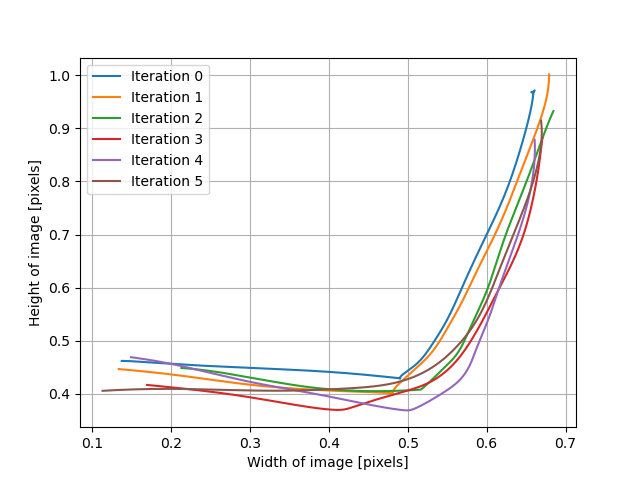 1.0
0.9
0.8
0.7
0.6
0.5
0.4
Height of image [pixels]
Iteration 0
Iteration 1
Iteration 2
Iteration 3
Iteration 4
Iteration 5
0.1 0.2 0.3 0.4 0.5 0.6 0.7
Width of image [pixels]